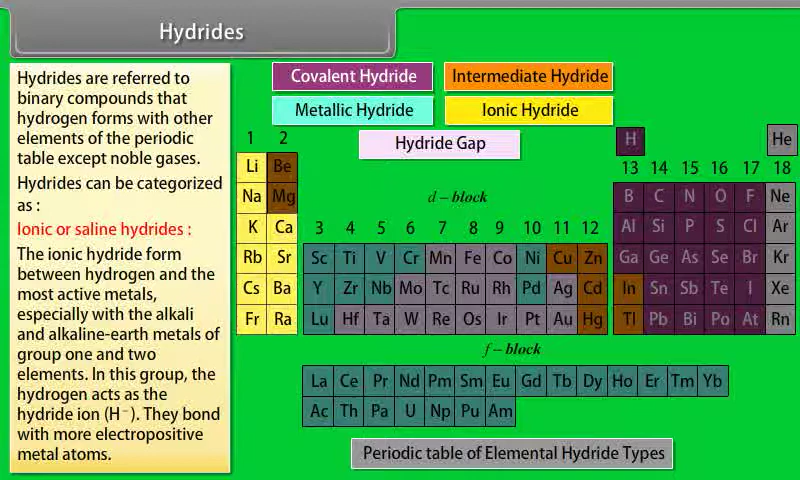 Hydrides
Hydrides are referred to
binary compounds that
hydrogen forms with other
elements of the periodic
table except noble gases.
Hydrides can be categorized
as :
Ionic or saline hydrides :
The ionic hydride form
between hydrogen and the
most active metals,
especially with the alkali
and alkaline-earth metals of
group one and two
elements. In this group, the
hydrogen acts as the
hydride ion (H⁻). They bond
with more electropositive
metal atoms.
Covalent Hydride Intermediate Hydride
Metallic Hydride Ionic Hydride
Hydride Gap
1 2 H He
13 14 15 16 17 18
Li Be B C N O F Ne
Na Mg d – block Al Si P S Cl Ar
3 4 5 6 7 8 9 10 11 12
K Ca Ga Ge As Se Br Kr
Sc Ti V Cr Mn Fe Co Ni Cu Zn
Rb Sr Y Zr Nb Mo Tc Ru Rh Pd Ag Cd In Sn Sb Te I Xe
Cs Ba Lu Hf Ta W Re Os Ir Pt Au Hg Tl Pb Bi Po At Rn
Fr Ra
f – block
La Ce Pr Nd Pm Sm Eu Gd Tb Dy Ho Er Tm Yb
Ac Th Pa U Np Pu Am
Periodic table of Elemental Hydride Types